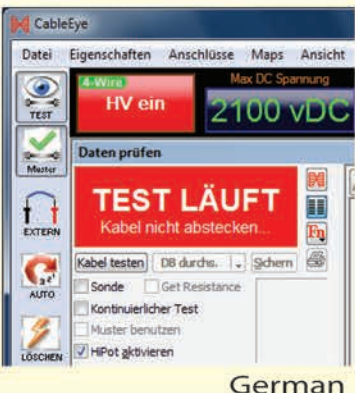 CableEye
Datei Eigenschaften Anschlüsse Maps Ansicht
4-Wire
HV ein
Max DC Spannung
2100 vDC
TEST
Muster
EXTERN
AUTO
LÖSCHEN
Daten prüfen
TEST LÄUFT
Kabel nicht abstecken...
Kabel testen DB durchs. Sichern
Sonde Get Resistance
Kontinuierlicher Test
Muster benutzen
HiPot aktivieren
German